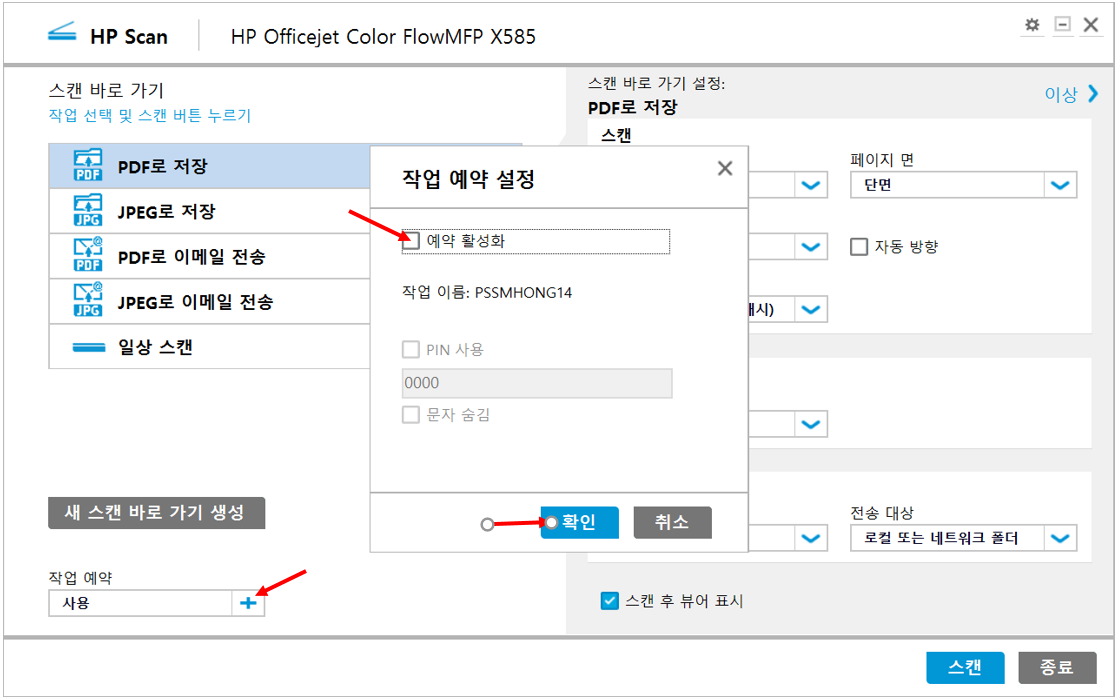 HP Scan
HP Officejet Color FlowMFP X585
스캔 바로 가기
작업 선택 및 스캔 버튼 누르기
PDF
PDF로 저장
JPG
JPEG로 저장
PDF
PDF로 이메일 전송
JPG
JPEG로 이메일 전송
일상 스캔
새 스캔 바로 가기 생성
작업 예약
사용
작업 예약 설정
예약 활성화
작업 이름: PSSMHONG14
PIN 사용
0000
문자 숨김
확인
취소
스캔 바로 가기 설정:
PDF로 저장
이상
스캔
페이지 면
단면
자동 방향
전송 대상
로컬 또는 네트워크 폴더
스캔 후 뷰어 표시
스캔
종료